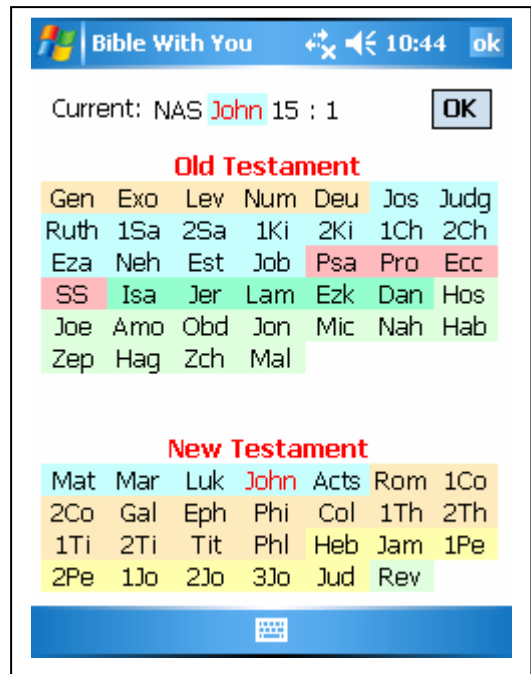 Bible With You 10:44 ok
Current: NAS John 15 : 1 OK
Old Testament
Gen Exo Lev Num Deu Jos Judg
Ruth 1Sa 2Sa 1Ki 2Ki 1Ch 2Ch
Eza Neh Est Job Psa Pro Ecc
SS Isa Jer Lam Ezk Dan Hos
Joe Amo Obd Jon Mic Nah Hab
Zep Hag Zch Mal
New Testament
Mat Mar Luk John Acts Rom 1Co
2Co Gal Eph Phi Col 1Th 2Th
1Ti 2Ti Tit Phl Heb Jam 1Pe
2Pe 1Jo 2Jo 3Jo Jud Rev